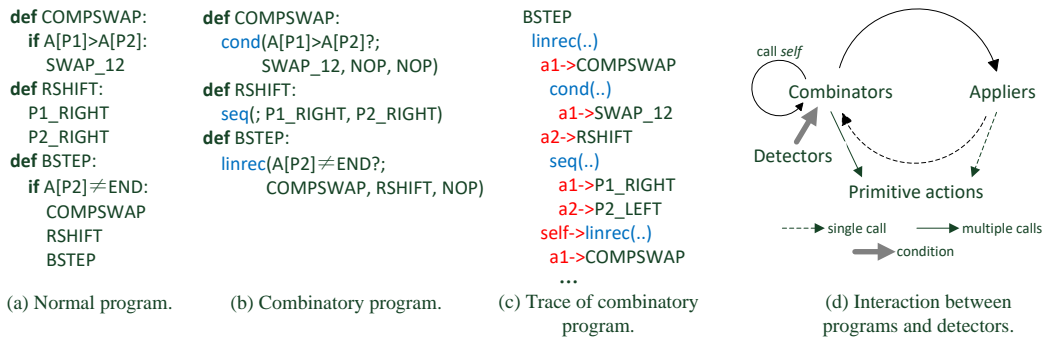 def COMPSWAP:
if A[P1]>A[P2]:
SWAP_12
def RSHIFT:
P1_RIGHT
P2_RIGHT
def BSTEP:
if A[P2]≠END:
COMPSWAP
RSHIFT
BSTEP
(a) Normal program.
def COMPSWAP:
cond(A[P1]>A[P2]?;
SWAP_12, NOP, NOP)
def RSHIFT:
seq(; P1_RIGHT, P2_RIGHT)
def BSTEP:
linrec(A[P2]≠END?;
COMPSWAP, RSHIFT, NOP)
(b) Combinatory program.
BSTEP
linrec(..)
a1->COMPSWAP
cond(..)
a1->SWAP_12
a2->RSHIFT
seq(..)
a1->P1_RIGHT
a2->P2_LEFT
self->linrec(..)
a1->COMPSWAP
...
(c) Trace of combinatory
program.
call self
Combinators
Appliers
Detectors
Primitive actions
single call
multiple calls
condition
(d) Interaction between
programs and detectors.